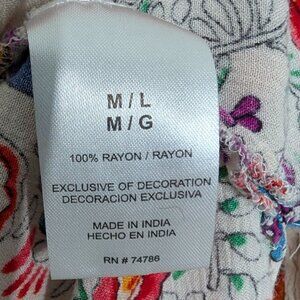 M / L
M / G
100% RAYON / RAYON
EXCLUSIVE OF DECORATION
DECORACION EXCLUSIVA
MADE IN INDIA
HECHO EN INDIA
RN # 74786